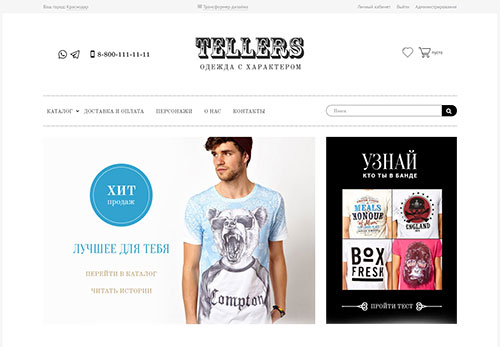 Ваш город: Краснодар
Трансформер дизайна
Личный кабинет Выйти Администрирование
8-800-111-11-11
TELLERS
ОДЕЖДА С ХАРАКТЕРОМ
пуста
КАТАЛОГ ДОСТАВКА И ОПЛАТА ПЕРСОНАЖИ О НАС КОНТАКТЫ
Поиск
ХИТ
продаж
ЛУЧШЕЕ ДЛЯ ТЕБЯ
ПЕРЕЙТИ В КАТАЛОГ
ЧИТАТЬ ИСТОРИИ
Compton
УЗНАЙ
КТО ТЫ В БАНДЕ
MEALS
HONOUR
ENGLAND
BOX
FRESH
ПРОЙТИ ТЕСТ